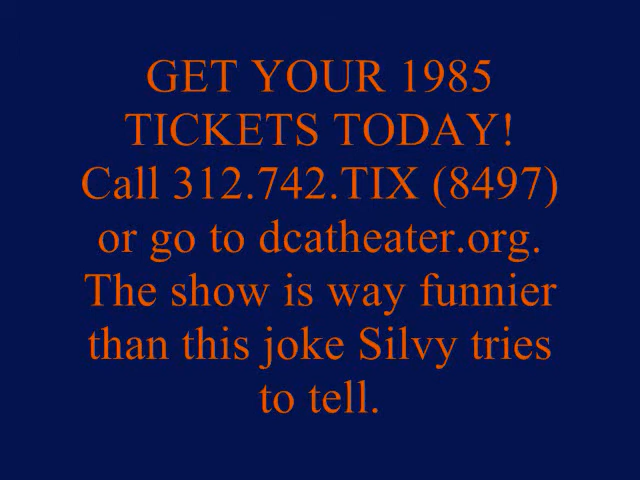 GET YOUR 1985
TICKETS TODAY!
Call 312.742.TIX (8497)
or go to dcatheater.org.
The show is way funnier
than this joke Silvy tries
to tell.